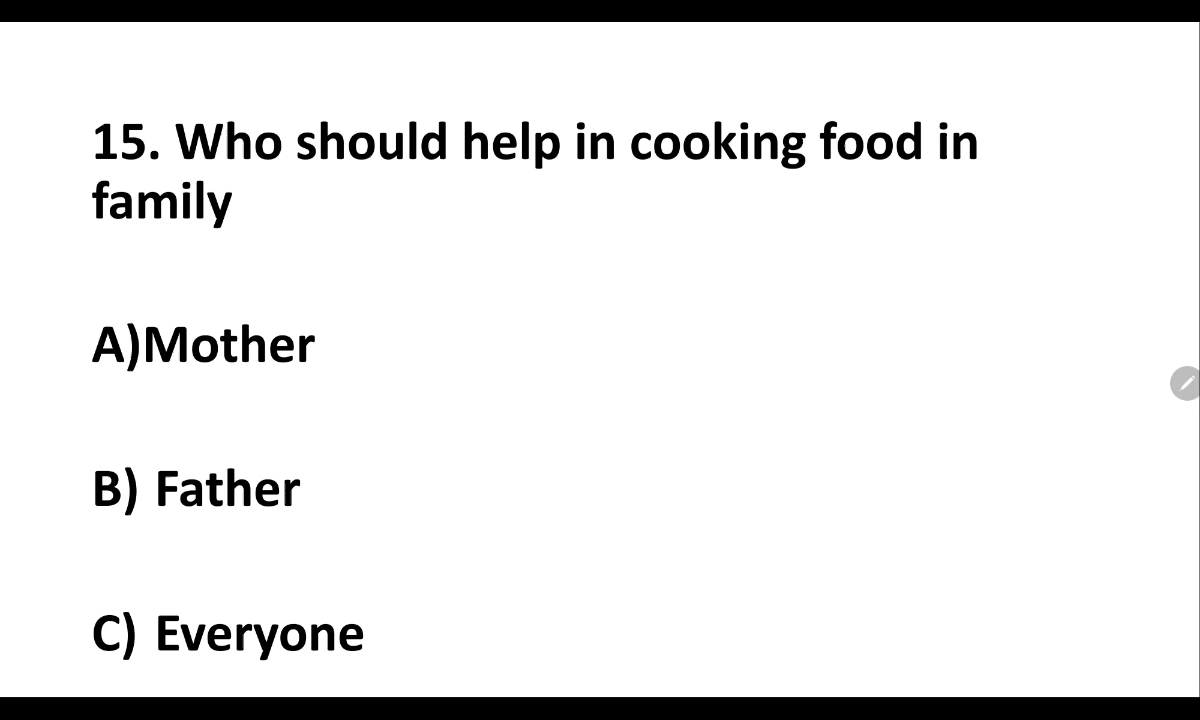 15. Who should help in cooking food in
family
A)Mother
B) Father
C) Everyone